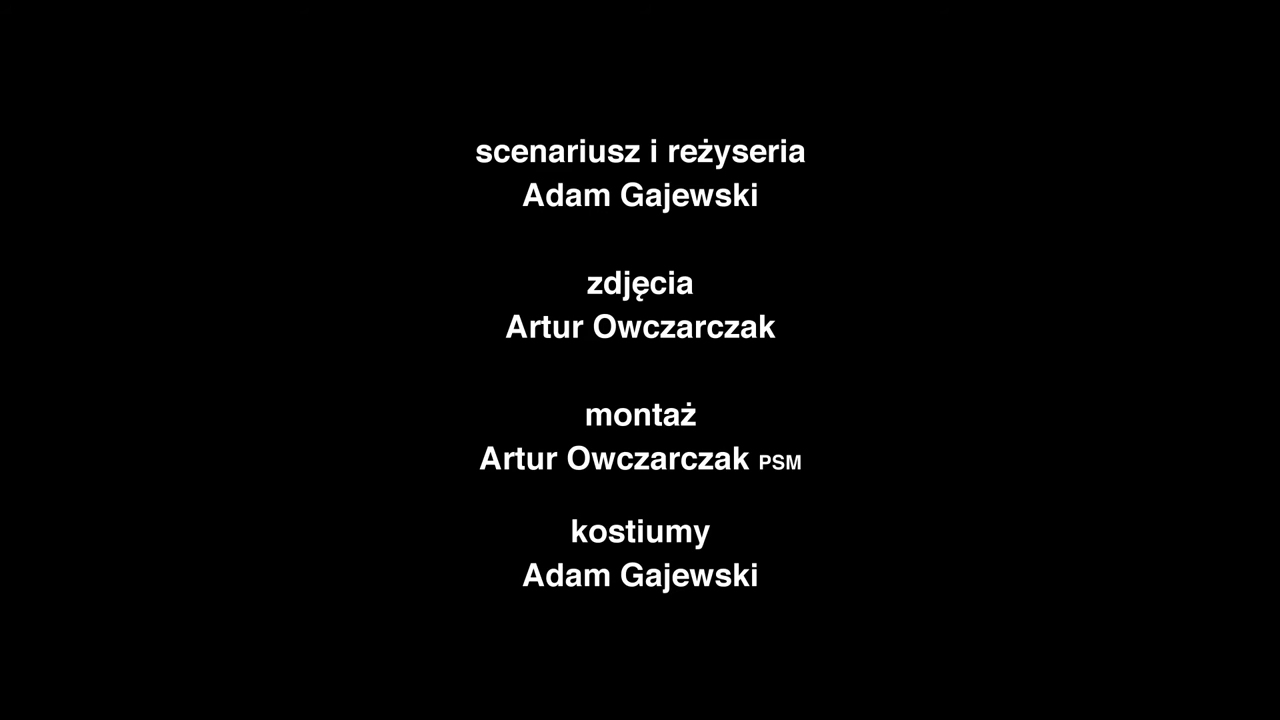 scenariusz i reżyseria
Adam Gajewski
zdjęcia
Artur Owczarczak
montaż
Artur Owczarczak PSM
kostiumy
Adam Gajewski